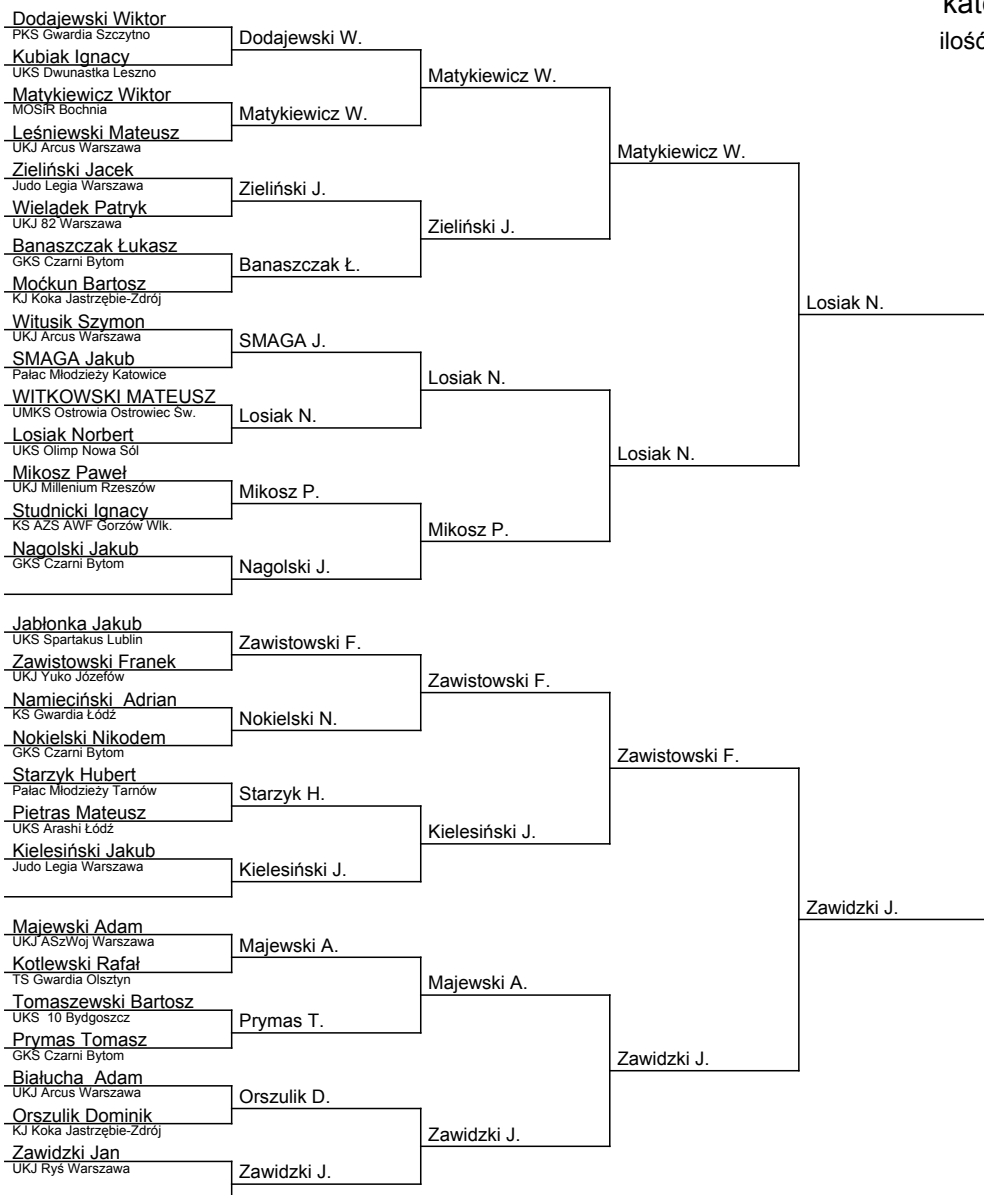 kat
ilość
Dodajewski Wiktor
PKS Gwardia Szczytno
Kubiak Ignacy
UKS Dwunastka Leszno
Matykiewicz Wiktor
MOSiR Bochnia
Leśniewski Mateusz
UKJ Arcus Warszawa
Zieliński Jacek
Judo Legia Warszawa
Wielądek Patryk
UKJ 82 Warszawa
Banaszczak Łukasz
GKS Czarni Bytom
Moćkun Bartosz
KJ Koka Jastrzębie-Zdrój
Witusik Szymon
UKJ Arcus Warszawa
SMAGA Jakub
Pałac Młodzieży Katowice
WITKOWSKI MATEUSZ
UMKS Ostrowia Ostrowiec Św.
Losiak Norbert
UKS Olimp Nowa Sól
Mikosz Paweł
UKJ Millenium Rzeszów
Studnicki Ignacy
KS AZS AWF Gorzów Wlk.
Nagolski Jakub
GKS Czarni Bytom
Jabłonka Jakub
UKS Spartakus Lublin
Zawistowski Franek
UKJ Yuko Józefów
Namieciński  Adrian
KS Gwardia Łódź
Nokielski Nikodem
GKS Czarni Bytom
Starzyk Hubert
Pałac Młodzieży Tarnów
Pietras Mateusz
UKS Arashi Łódź
Kielesiński Jakub
Judo Legia Warszawa
Majewski Adam
UKJ ASzWoj Warszawa
Kotlewski Rafał
TS Gwardia Olsztyn
Tomaszewski Bartosz
UKS  10 Bydgoszcz
Prymas Tomasz
GKS Czarni Bytom
Białucha  Adam
UKJ Arcus Warszawa
Orszulik Dominik
KJ Koka Jastrzębie-Zdrój
Zawidzki Jan
UKJ Ryś Warszawa
Dodajewski W.
Matykiewicz W.
Zieliński J.
Banaszczak Ł.
SMAGA J.
Losiak N.
Mikosz P.
Nagolski J.
Zawistowski F.
Nokielski N.
Starzyk H.
Kielesiński J.
Majewski A.
Prymas T.
Orszulik D.
Zawidzki J.
Matykiewicz W.
Zieliński J.
Losiak N.
Mikosz P.
Zawistowski F.
Kielesiński J.
Majewski A.
Zawidzki J.
Matykiewicz W.
Losiak N.
Zawistowski F.
Zawidzki J.
Losiak N.
Zawidzki J.